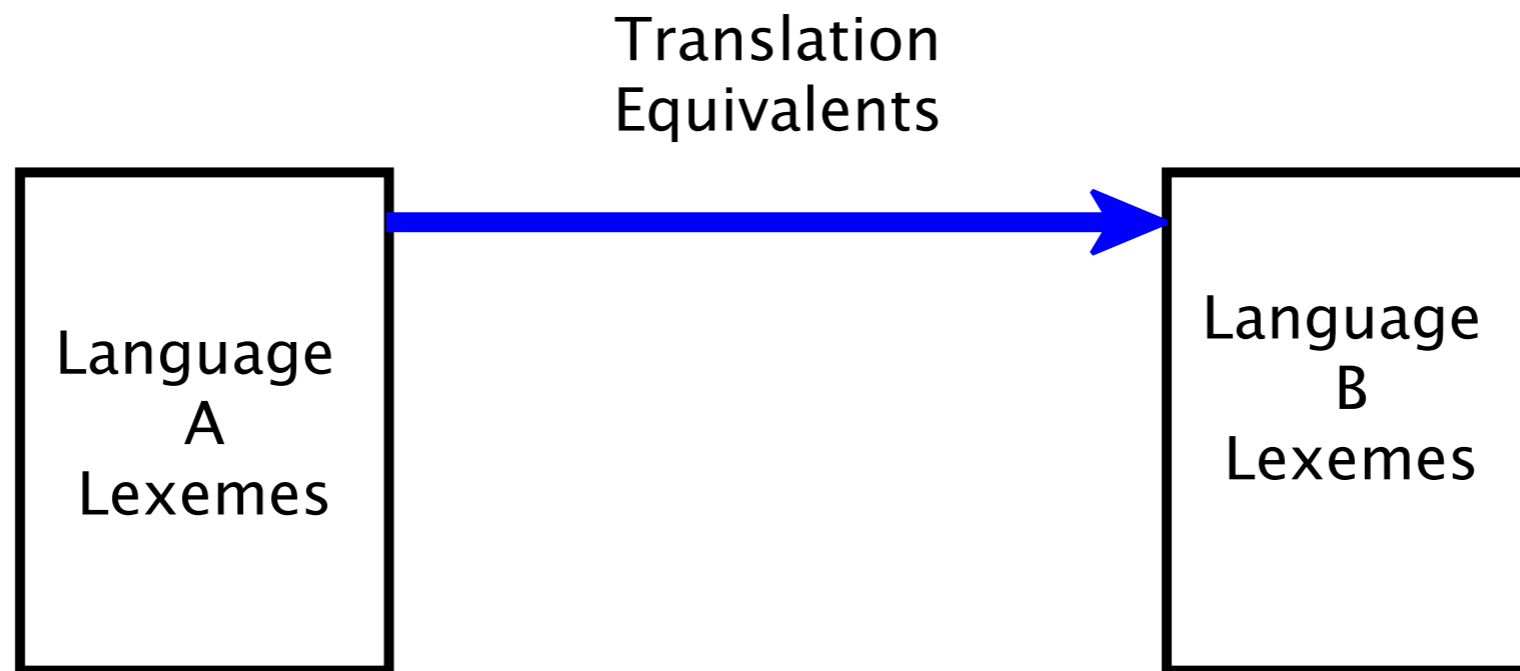 Translation
Equivalents
Language
A
Lexemes
Language
B
Lexemes